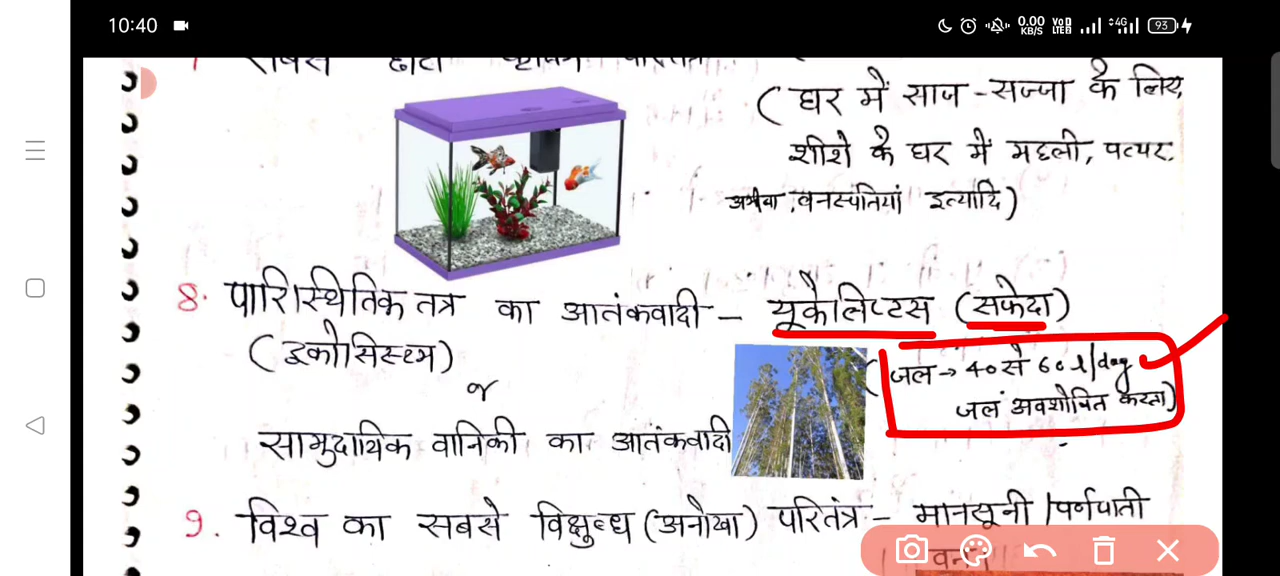 10:40
0.00 KB/S
4G
93
(घर में साज-सज्जा के लिए
शीशे के घर में मछली, पत्थर,
वनस्पतियां इत्यादि)
8. पारिस्थितिक तंत्र का आतंकवादी - यूकेलिप्टस (सफेदा)
(इकोसिस्टम)
(जल → 40 से 60 l/day
जल अवशोषित करता)
or
सामुदायिक वानिकी का आतंकवादी
9. विश्व का सबसे विक्षुब्ध (अनोखा) परितंत्र - मानसूनी/पर्णपाती
वन